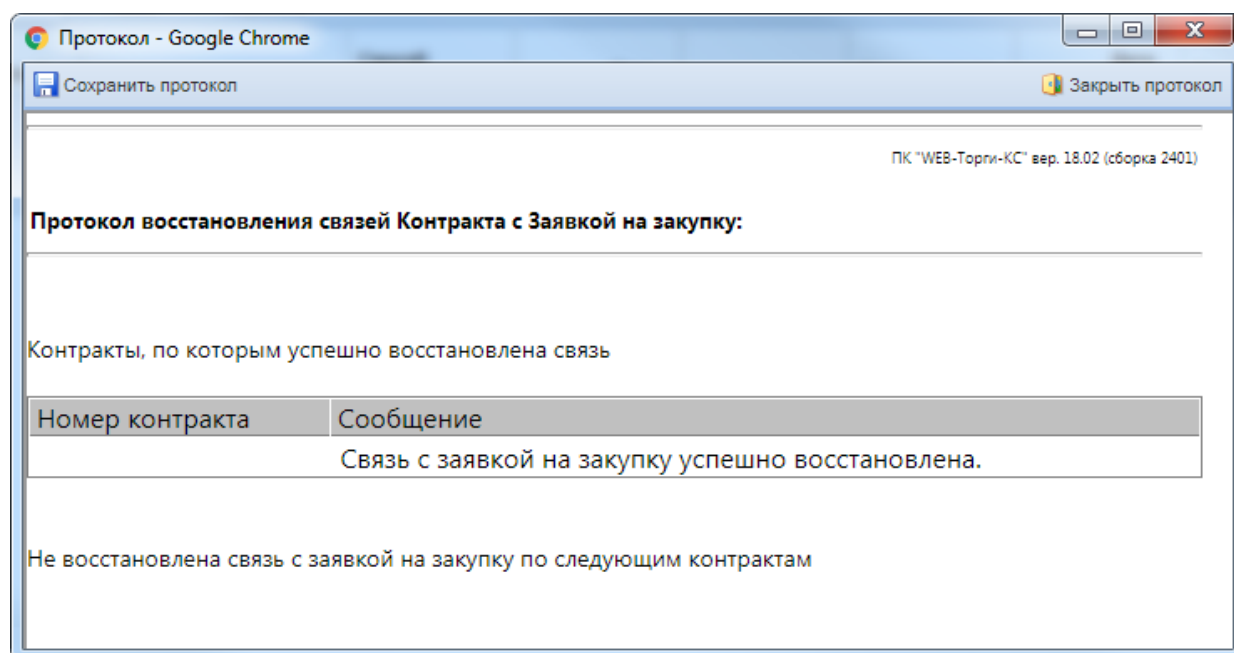 Протокол - Google Chrome
Сохранить протокол Закрыть протокол
ПК "WEB-Торги-КС" вер. 18.02 (сборка 2401)
Протокол восстановления связей Контракта с Заявкой на закупку:
Контракты, по которым успешно восстановлена связь
Номер контракта Сообщение
Связь с заявкой на закупку успешно восстановлена.
Не восстановлена связь с заявкой на закупку по следующим контрактам